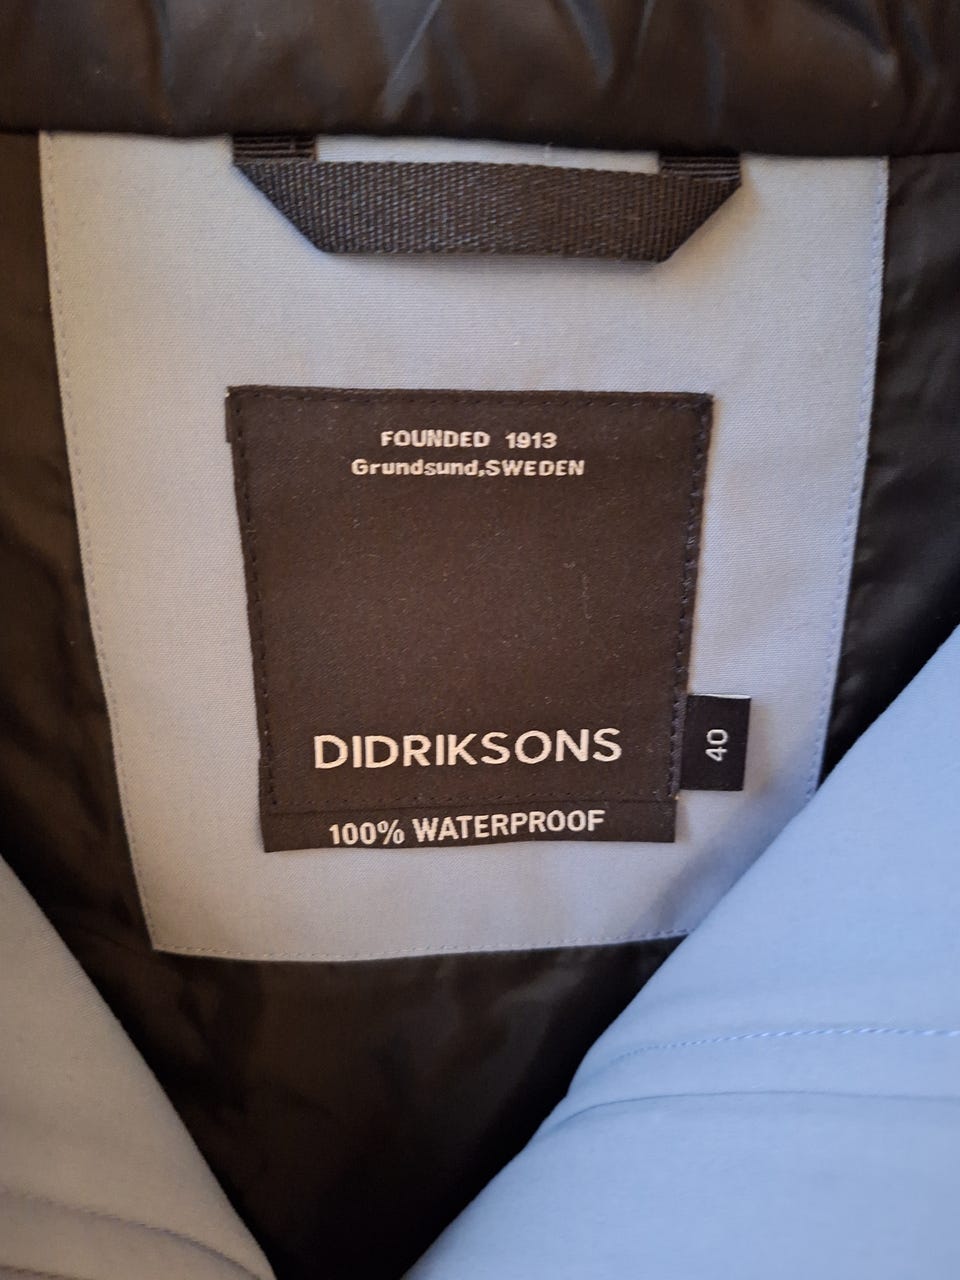 FOUNDED 1913
Grundsund,SWEDEN
DIDRIKSONS
40
100% WATERPROOF